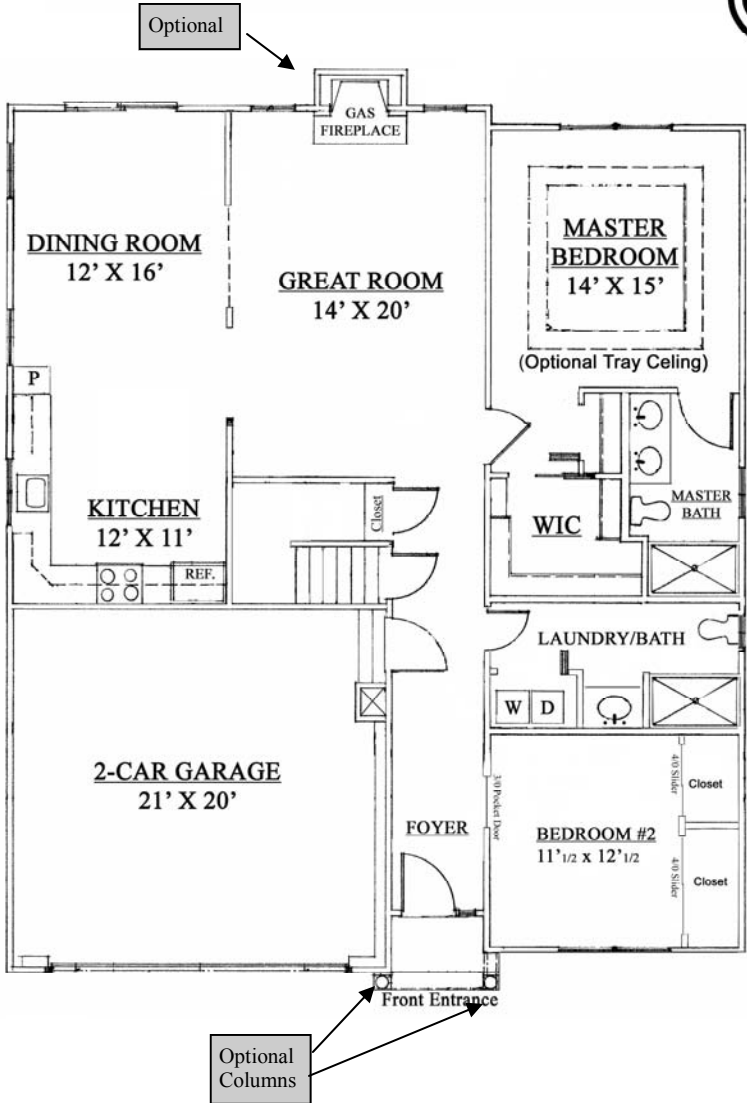 Optional
GAS
FIREPLACE
DINING ROOM
12’ X 16’
GREAT ROOM
14’ X 20’
MASTER
BEDROOM
14’ X 15’
(Optional Tray Celing)
P
KITCHEN
12’ X 11’
REF.
Closet
WIC
MASTER
BATH
LAUNDRY/BATH
W D
2-CAR GARAGE
21’ X 20’
FOYER
3/0 Pocket Door
BEDROOM #2
11’1/2 x 12’1/2
4/0 Slider
Closet
4/0 Slider
Closet
Front Entrance
Optional
Columns